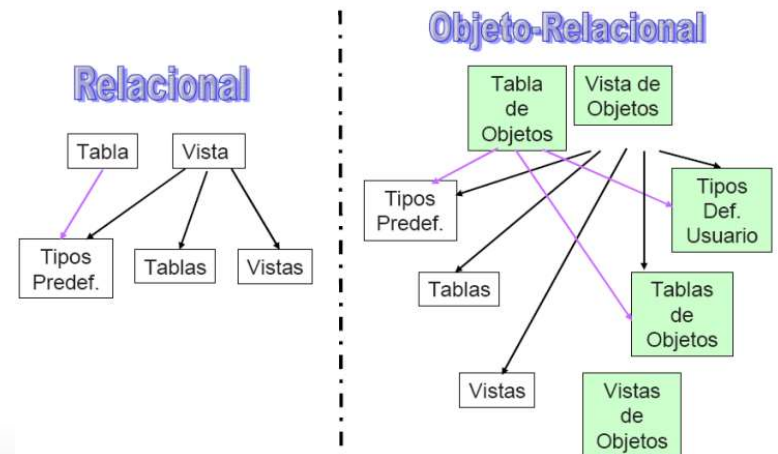 Relacional
Tabla
Vista
Tipos
Predef.
Tablas
Vistas
Objeto-Relacional
Tabla
de
Objetos
Vista de
Objetos
Tipos
Predef.
Tipos
Def.
Usuario
Tablas
Tablas
de
Objetos
Vistas
Vistas
de
Objetos